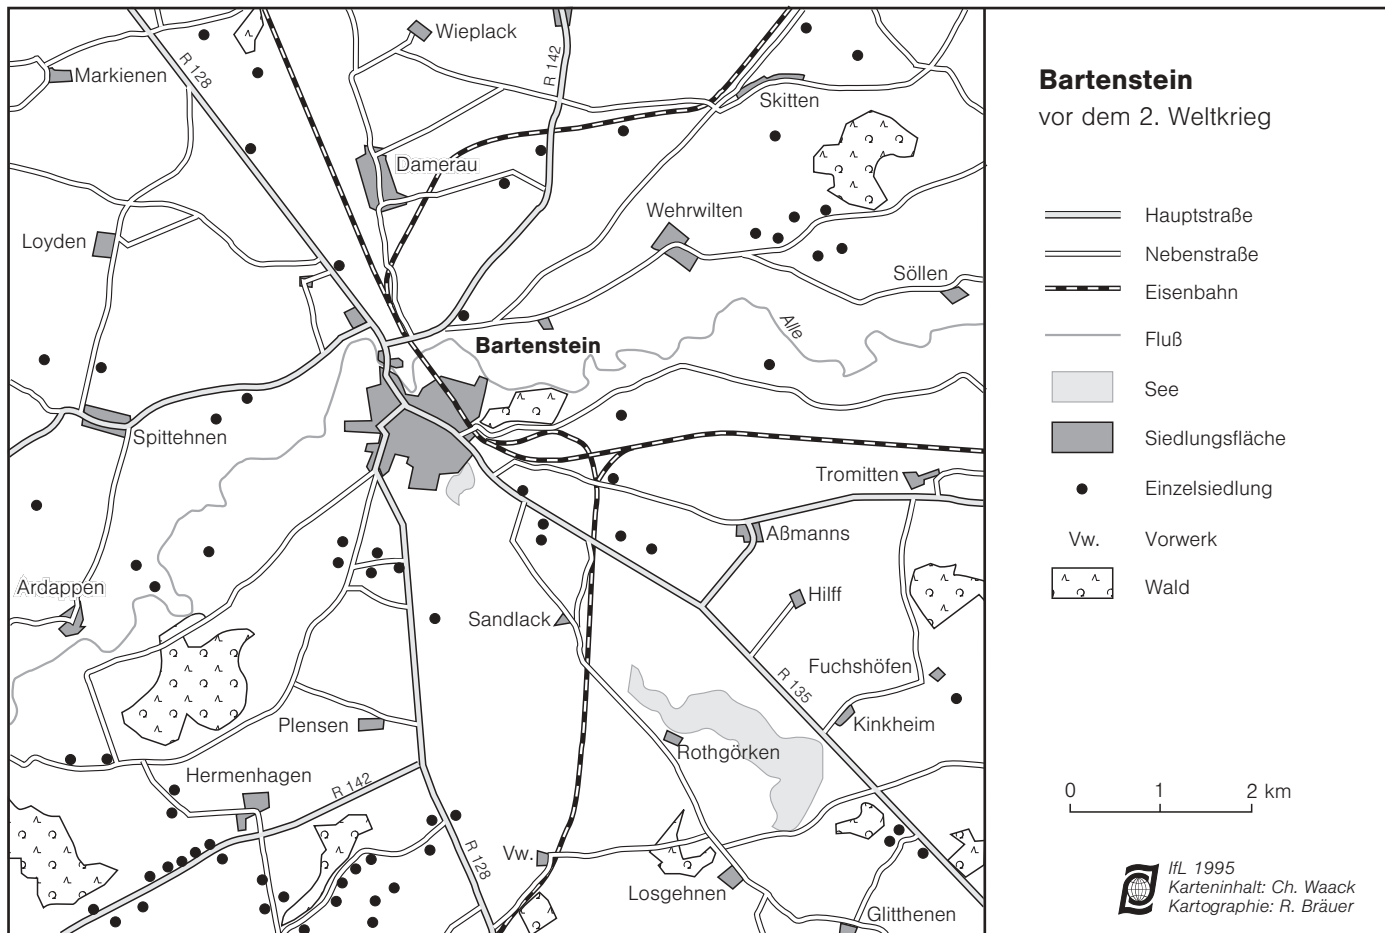 Wieplack
Markienen
R 128
R 142
Skitten
Damerau
Wehrwilten
Loyden
Söllen
Alle
Bartenstein
Spittehnen
Tromitten
Aßmanns
Ardappen
Hilff
Sandlack
Fuchshöfen
R 135
Plensen
Kinkheim
Rothgörken
Hermenhagen
R 142
R 128
Vw.
Losgehnen
Glitthenen
Bartenstein
vor dem 2. Weltkrieg
Hauptstraße
Nebenstraße
Eisenbahn
Fluß
See
Siedlungsfläche
Einzelsiedlung
Vw. Vorwerk
Wald
0 1 2 km
IfL 1995
Karteninhalt: Ch. Waack
Kartographie: R. Bräuer